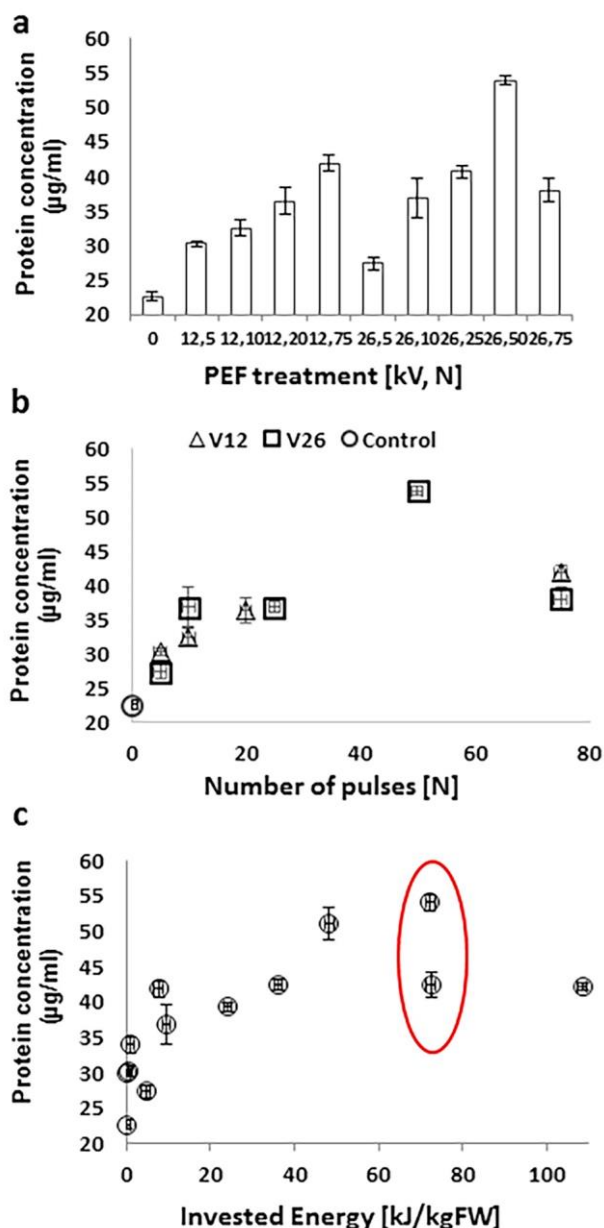 a
Protein concentration
(µg/ml)
60
55
50
45
40
35
30
25
20
0 12,5 12,10 12,20 12,75 26,5 26,10 26,25 26,50 26,75
PEF treatment [kV, N]
b
V12 V26 Control
Protein concentration
(µg/ml)
60
55
50
45
40
35
30
25
20
0 20 40 60 80
Number of pulses [N]
c
Protein concentration
(µg/ml)
60
55
50
45
40
35
30
25
20
0 20 40 60 80 100
Invested Energy [kJ/kgFW]